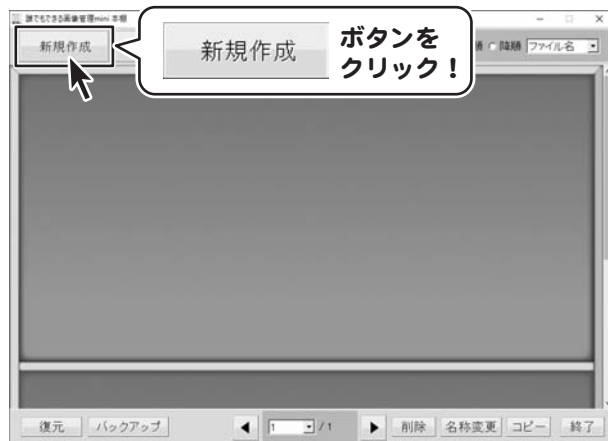 誰でもできる画像管理mini 本棚
新規作成
新規作成
ボタンを
クリック！
順 降順 ファイル名
復元 バックアップ 1 / 1 削除 名称変更 コピー 終了